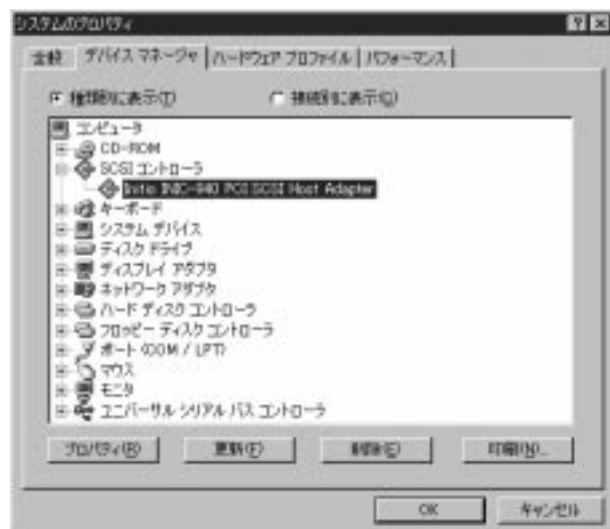 システムのプロパティ
全般 デバイス マネージャ ハードウェア プロファイル パフォーマンス
種類別に表示(T) 接続別に表示(C)
コンピュータ
CD-ROM
SCSI コントローラ
Initio INIC-940 PCI SCSI Host Adapter
キーボード
システム デバイス
ディスク ドライブ
ディスプレイ アダプタ
ネットワーク アダプタ
ハード ディスク コントローラ
フロッピー ディスク コントローラ
ポート (COM / LPT)
マウス
モニタ
ユニバーサル シリアル バス コントローラ
プロパティ(R) 更新(F) 削除(E) 印刷(N)...
OK キャンセル